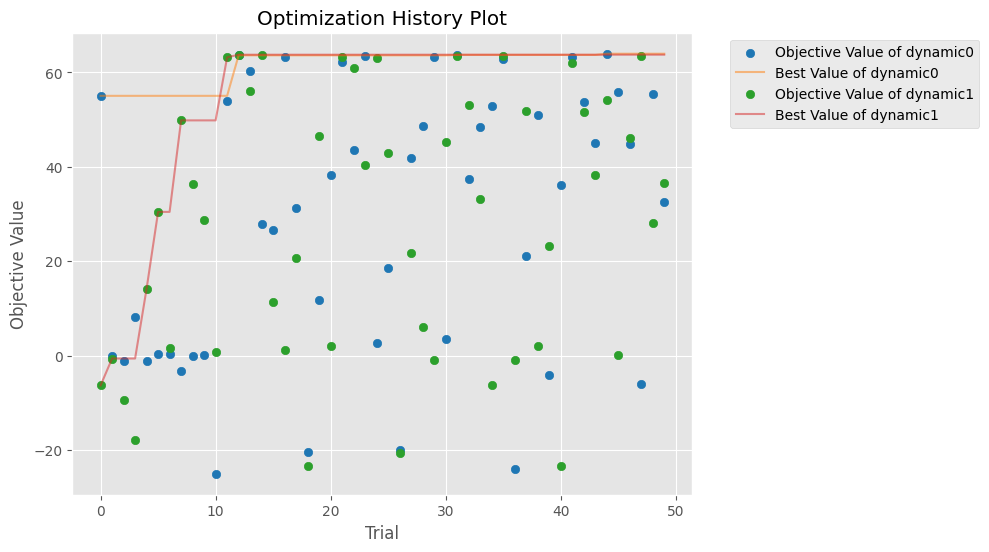 Optimization History Plot
Objective Value
60
40
20
0
−20
0 10 20 30 40 50
Trial
Objective Value of dynamic0
Best Value of dynamic0
Objective Value of dynamic1
Best Value of dynamic1